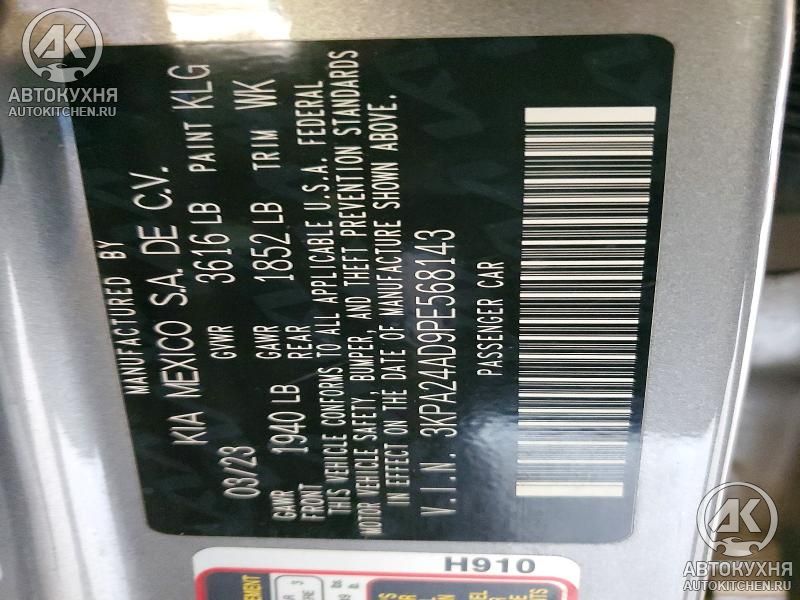 АВТОКУХНЯ
AUTOKITCHEN.RU
MANUFACTURED BY
KIA MEXICO S.A. DE C.V.
03/23 GVWR 3616 LB PAINT KLG
GAWR FRONT 1940 LB GAWR REAR 1852 LB TRIM WK
THIS VEHICLE CONFORMS TO ALL APPLICABLE U.S.A. FEDERAL
MOTOR VEHICLE SAFETY, BUMPER, AND THEFT PREVENTION STANDARDS
IN EFFECT ON THE DATE OF MANUFACTURE SHOWN ABOVE.
V.I.N. 3KPA24AD9PE568143
PASSENGER CAR
H910
АВТОКУХНЯ
AUTOKITCHEN.RU